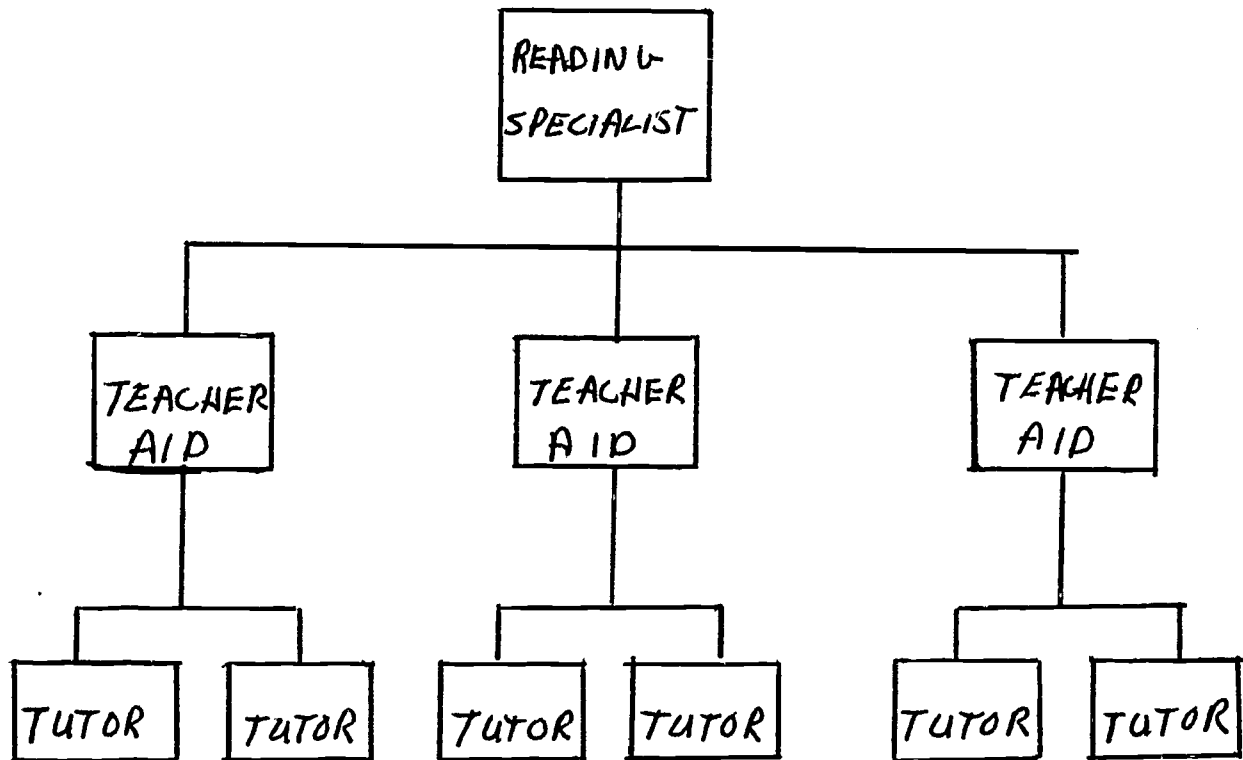 READING
SPECIALIST
TEACHER
AID
TEACHER
AID
TEACHER
AID
TUTOR
TUTOR
TUTOR
TUTOR
TUTOR
TUTOR